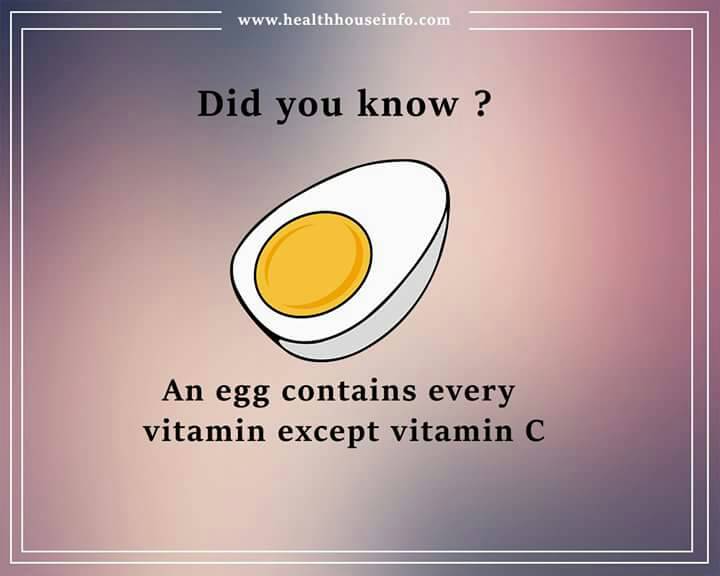 www.healthhouseinfo.com
Did you know ?
An egg contains every
vitamin except vitamin C